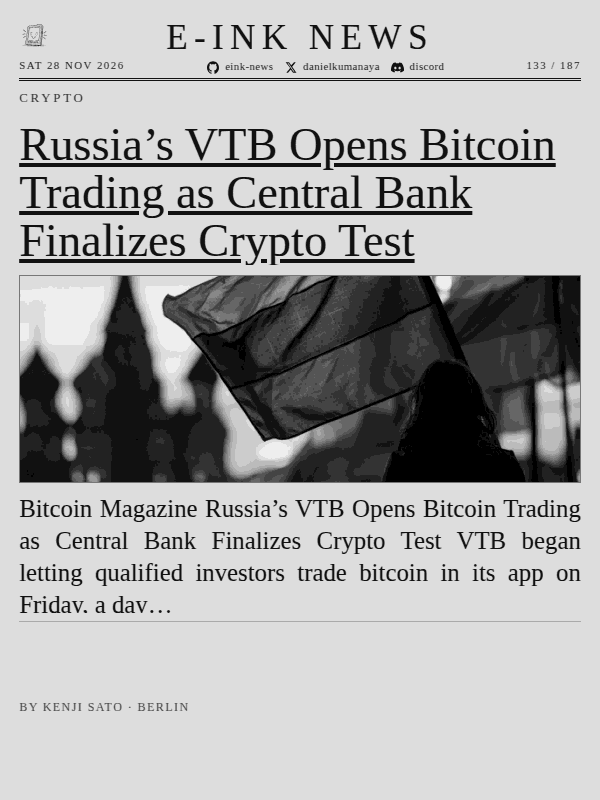 E-INK NEWS
SAT 28 NOV 2026
eink-news danielkumanaya discord
133 / 187
CRYPTO
Russia’s VTB Opens Bitcoin
Trading as Central Bank
Finalizes Crypto Test
Bitcoin Magazine Russia’s VTB Opens Bitcoin Trading
as Central Bank Finalizes Crypto Test VTB began
letting qualified investors trade bitcoin in its app on
Friday, a day…
BY KENJI SATO · BERLIN